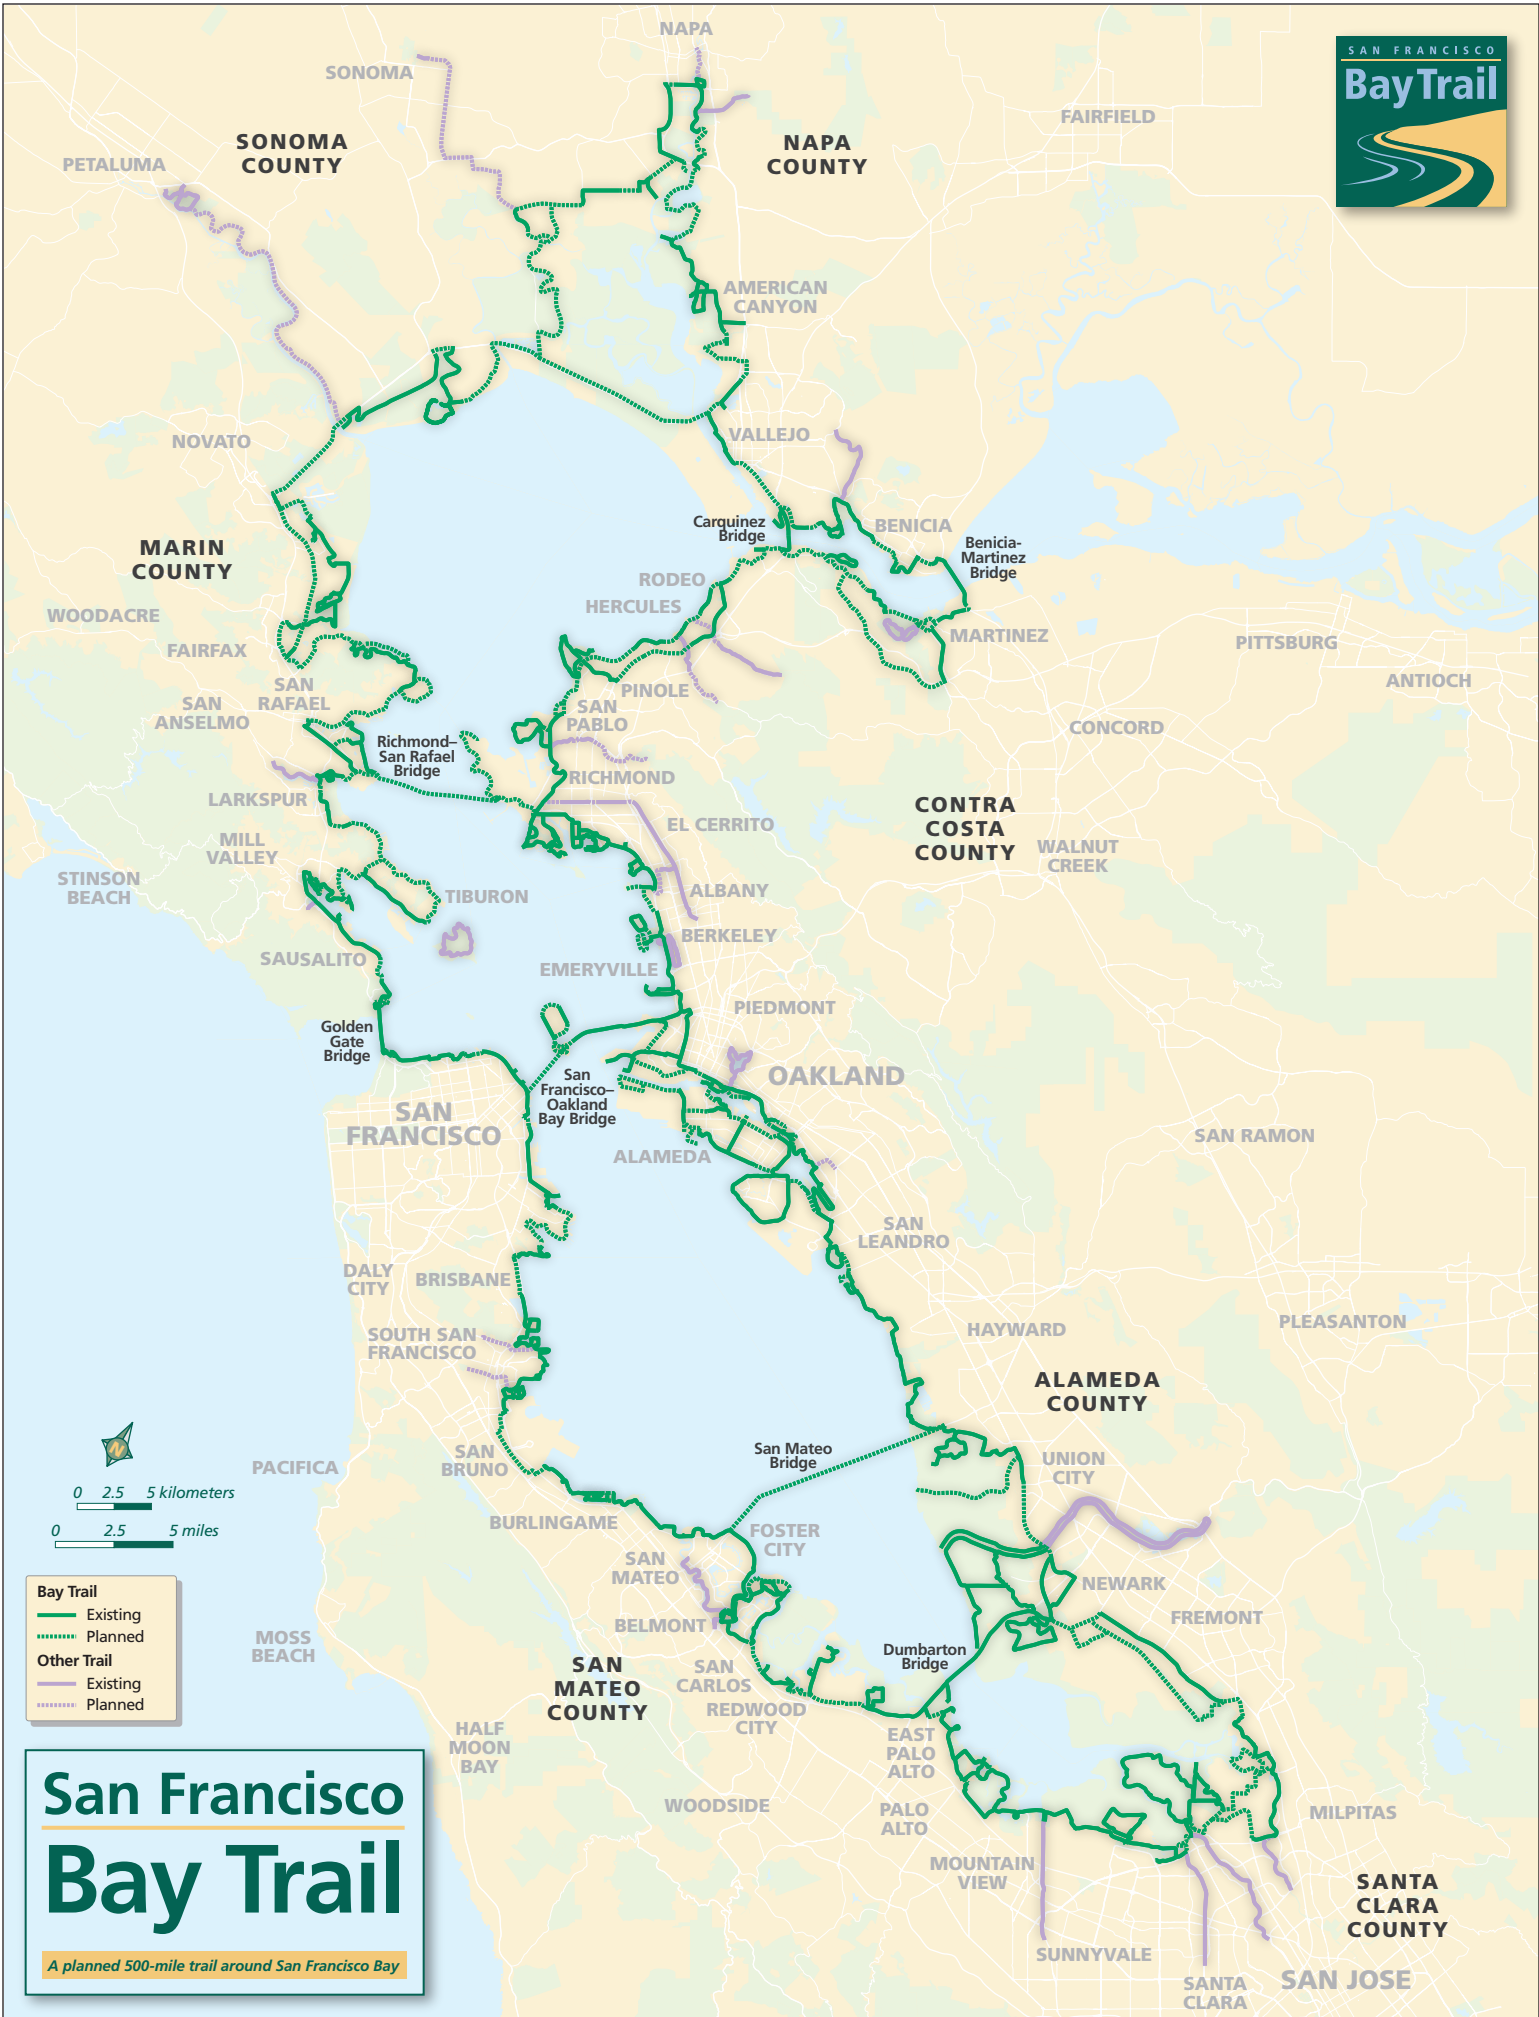 NAPA
SONOMA
SAN FRANCISCO
Bay Trail
FAIRFIELD
SONOMA
COUNTY
NAPA
COUNTY
PETALUMA
AMERICAN
CANYON
NOVATO
VALLEJO
Carquinez
Bridge
BENICIA
Benicia-
Martinez
Bridge
MARIN
COUNTY
RODEO
HERCULES
WOODACRE
MARTINEZ
PITTSBURG
FAIRFAX
ANTIOCH
SAN
RAFAEL
PINOLE
SAN
ANSELMO
SAN
PABLO
CONCORD
Richmond–
San Rafael
Bridge
RICHMOND
LARKSPUR
CONTRA
COSTA
COUNTY
EL CERRITO
MILL
VALLEY
WALNUT
CREEK
STINSON
BEACH
TIBURON
ALBANY
BERKELEY
SAUSALITO
EMERYVILLE
PIEDMONT
Golden
Gate
Bridge
San
Francisco–
Oakland
Bay Bridge
OAKLAND
SAN
FRANCISCO
SAN RAMON
ALAMEDA
SAN
LEANDRO
DALY
CITY
BRISBANE
PLEASANTON
HAYWARD
SOUTH SAN
FRANCISCO
ALAMEDA
COUNTY
N
San Mateo
Bridge
SAN
BRUNO
UNION
CITY
PACIFICA
0 2.5 5 kilometers
0 2.5 5 miles
BURLINGAME
FOSTER
CITY
SAN
MATEO
NEWARK
FREMONT
BELMONT
Bay Trail
Existing
Planned
Other Trail
Existing
Planned
MOSS
BEACH
Dumbarton
Bridge
SAN
MATEO
COUNTY
SAN
CARLOS
REDWOOD
CITY
HALF
MOON
BAY
EAST
PALO
ALTO
WOODSIDE
PALO
ALTO
MILPITAS
MOUNTAIN
VIEW
SANTA
CLARA
COUNTY
SUNNYVALE
SANTA
CLARA
SAN JOSE
San Francisco
Bay Trail
A planned 500-mile trail around San Francisco Bay